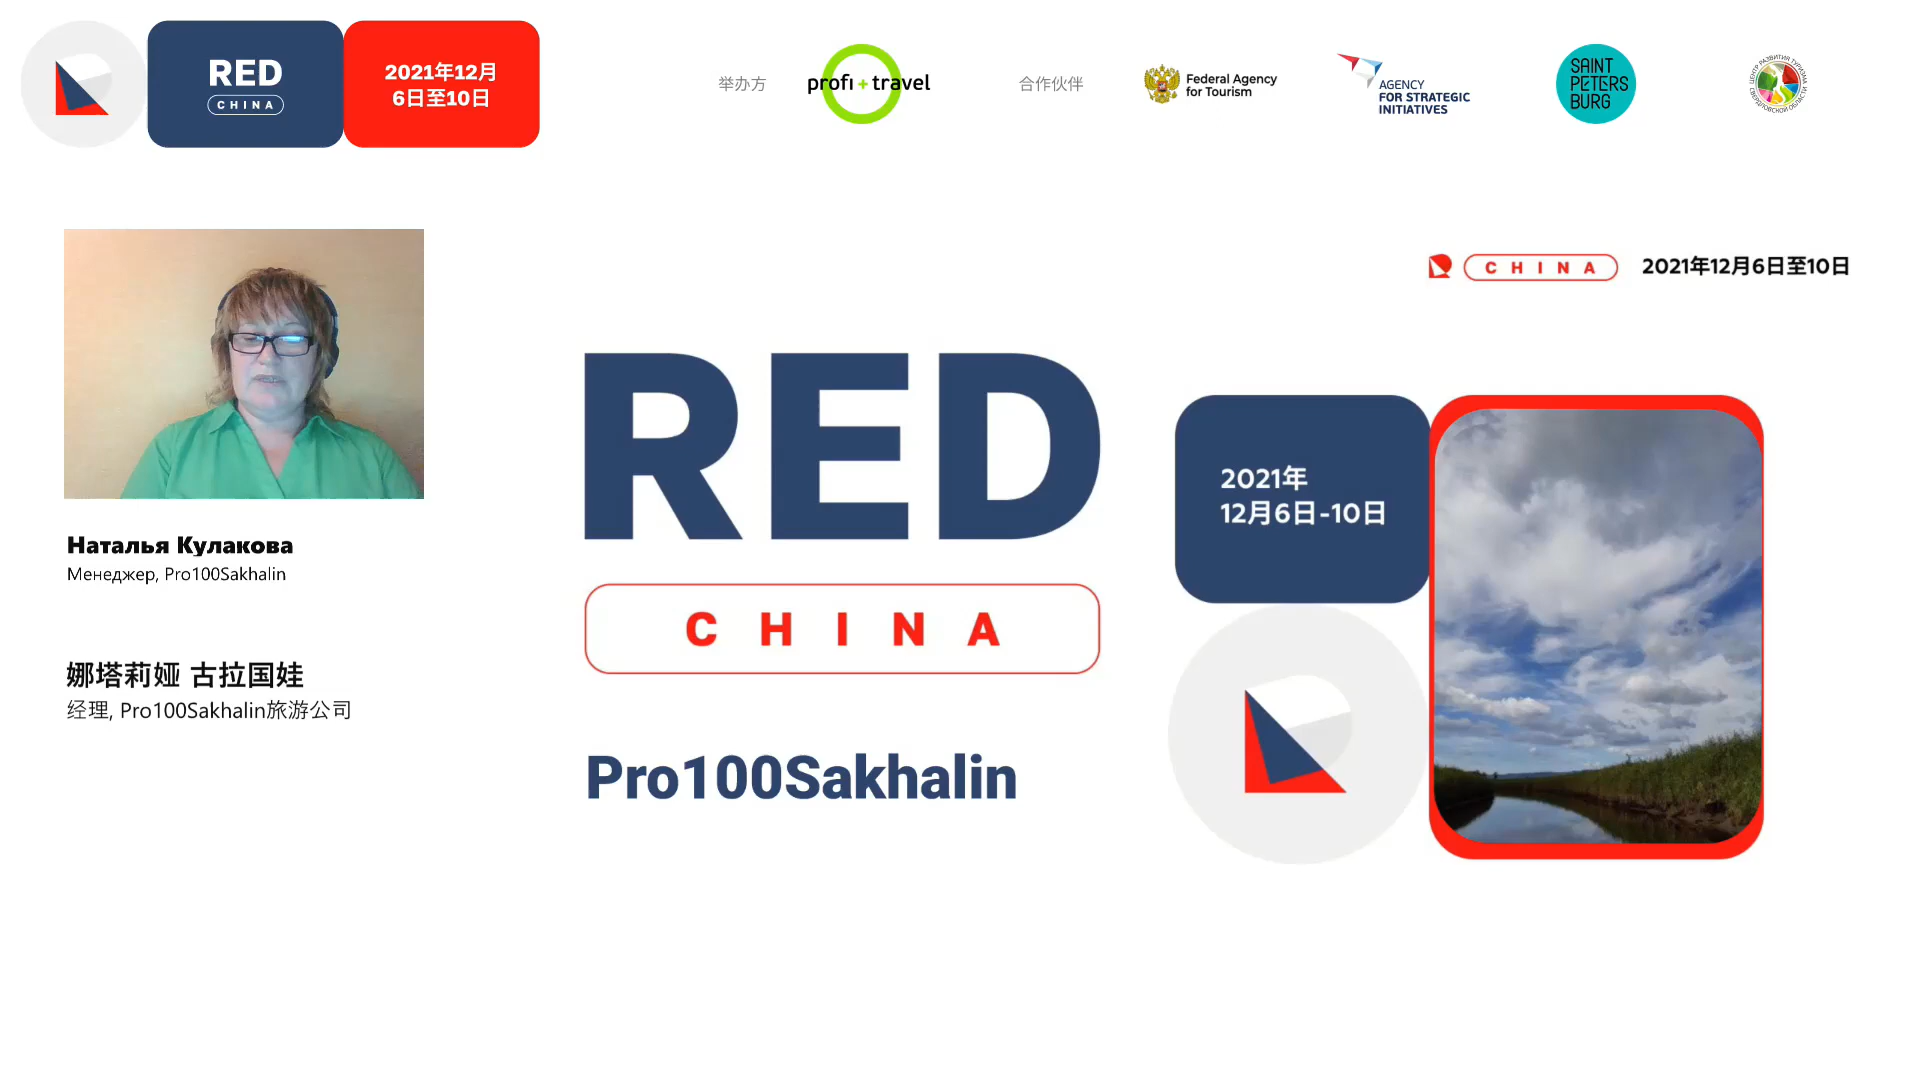 RED
CHINA
2021年12月
6日至10日
举办方
profi + travel
合作伙伴
Federal Agency
for Tourism
AGENCY
FOR STRATEGIC
INITIATIVES
SAINT
PETERS
BURG
ЦЕНТР РАЗВИТИЯ ТУРИЗМА
СВЕРДЛОВСКОЙ ОБЛАСТИ
CHINA
2021年12月6日至10日
Наталья Кулакова
Менеджер, Pro100Sakhalin
娜塔莉娅 古拉国娃
经理, Pro100Sakhalin旅游公司
RED
CHINA
Pro100Sakhalin
2021年
12月6日-10日